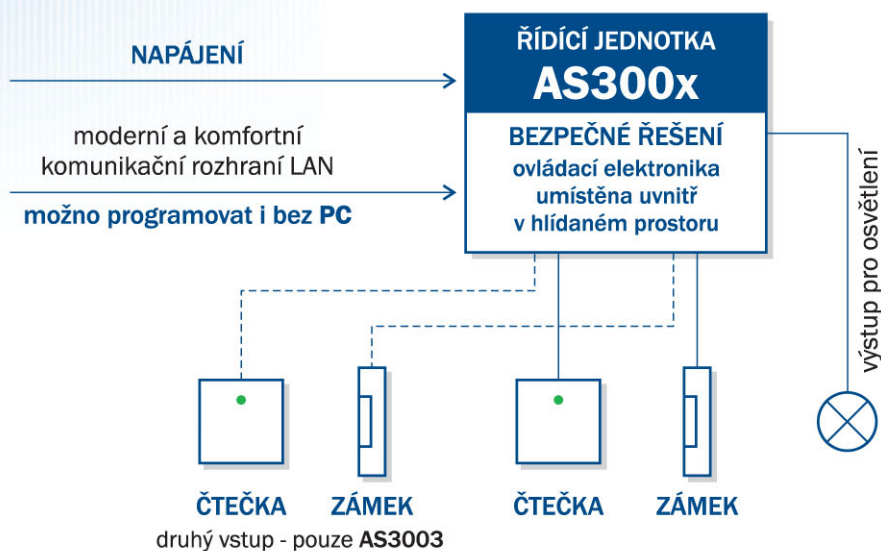 NAPÁJENÍ
moderní a komfortní
komunikační rozhraní LAN
možno programovat i bez PC
ŘÍDÍCÍ JEDNOTKA
AS300x
BEZPEČNÉ ŘEŠENÍ
ovládací elektronika
umístěna uvnitř
v hlídaném prostoru
výstup pro osvětlení
ČTEČKA
ZÁMEK
ČTEČKA
ZÁMEK
druhý vstup - pouze AS3003